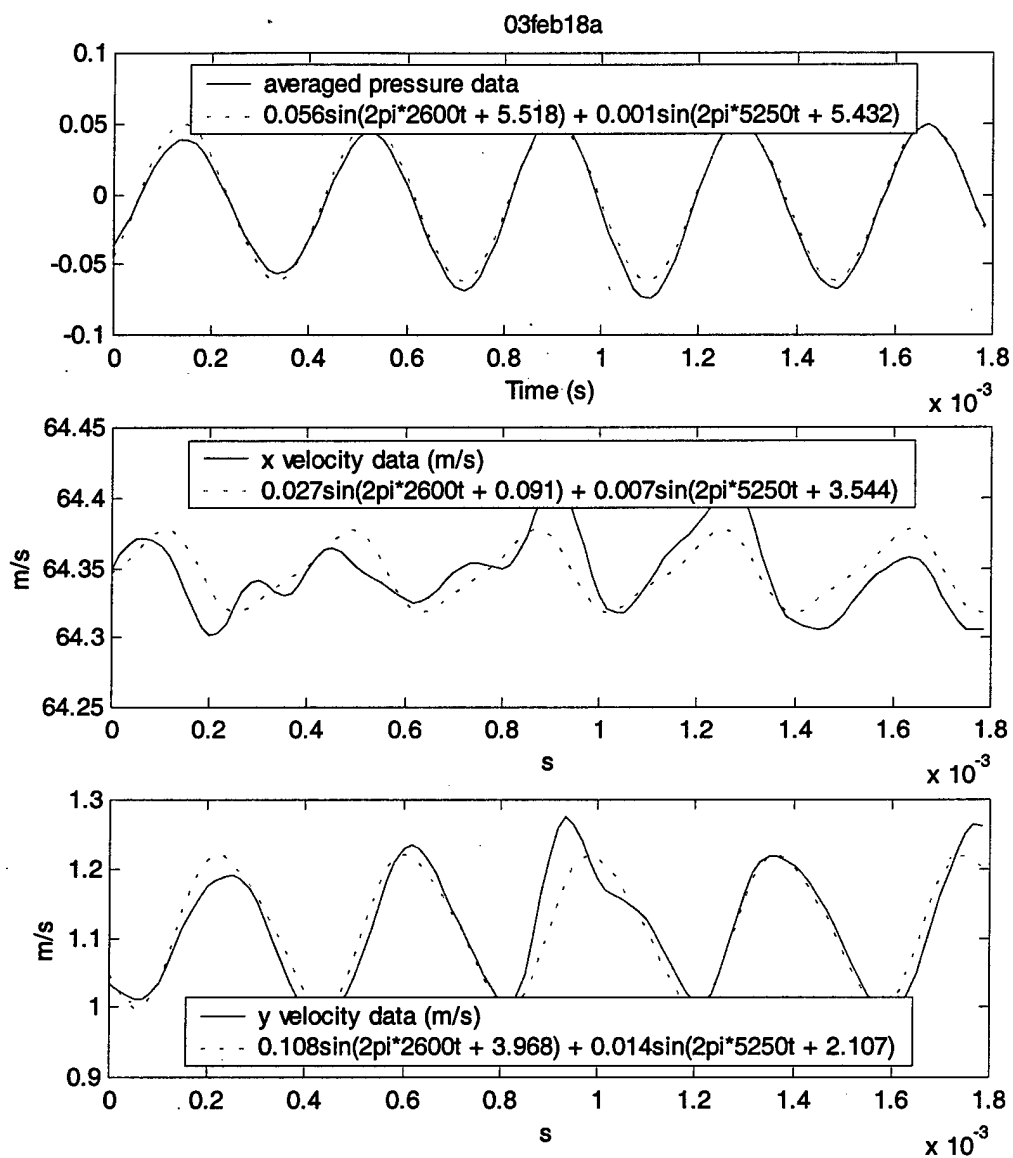 03feb18a
0.1
0.05
0
-0.05
-0.1
averaged pressure data
0.056sin(2pi*2600t + 5.518) + 0.001sin(2pi*5250t + 5.432)
0 0.2 0.4 0.6 0.8 1 1.2 1.4 1.6 1.8
Time (s)
x 10-3
64.45
64.4
64.35
64.3
64.25
m/s
x velocity data (m/s)
0.027sin(2pi*2600t + 0.091) + 0.007sin(2pi*5250t + 3.544)
0 0.2 0.4 0.6 0.8 1 1.2 1.4 1.6 1.8
s
x 10-3
1.3
1.2
1.1
1
0.9
m/s
y velocity data (m/s)
0.108sin(2pi*2600t + 3.968) + 0.014sin(2pi*5250t + 2.107)
0 0.2 0.4 0.6 0.8 1 1.2 1.4 1.6 1.8
s
x 10-3